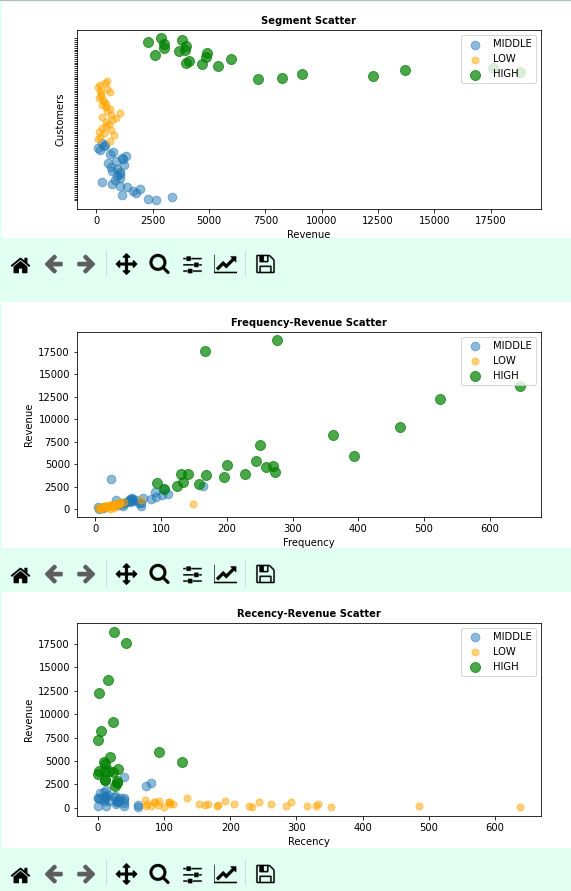 Segment Scatter
MIDDLE
LOW
HIGH
Customers
0 2500 5000 7500 10000 12500 15000 17500
Revenue
Frequency-Revenue Scatter
MIDDLE
LOW
HIGH
17500
15000
12500
10000
7500
5000
2500
0
Revenue
0 100 200 300 400 500 600
Frequency
Recency-Revenue Scatter
MIDDLE
LOW
HIGH
17500
15000
12500
10000
7500
5000
2500
0
Revenue
0 100 200 300 400 500 600
Recency